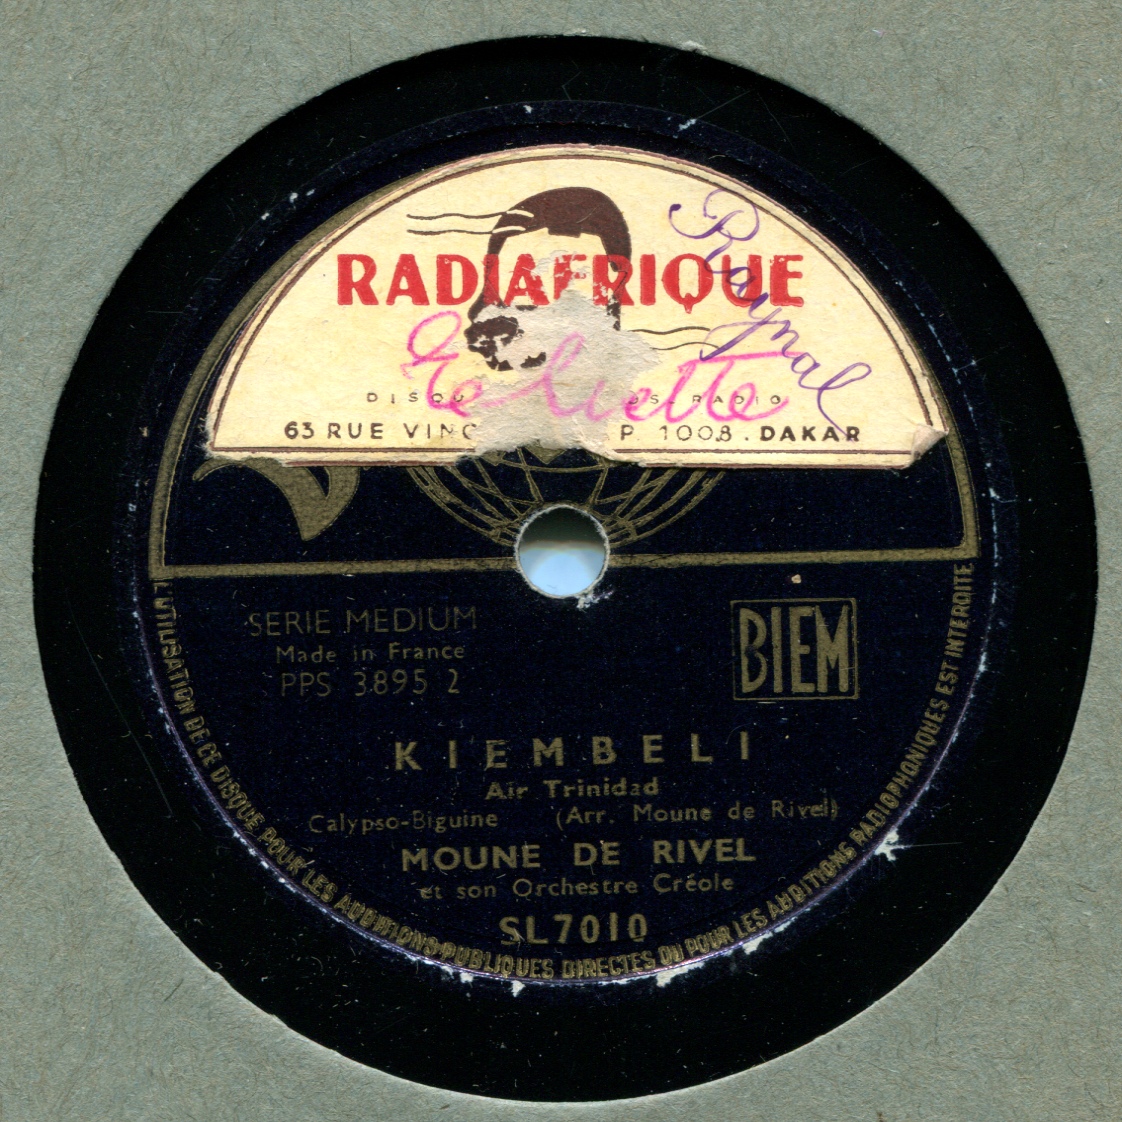 RADIAFRIQUE
Raynal
DISQU
S-RADIO
63 RUE VINC
P. 1008. DAKAR
SERIE MEDIUM
Made in France
PPS 3895 2
BIEM
KIEMBELI
Air Trinidad
Calypso-Biguine (Arr. Moune de Rivel)
MOUNE DE RIVEL
et son Orchestre Créole
SL7010
L'UTILISATION DE CE DISQUE POUR LES AUDITIONS PUBLIQUES DIRECTES OU POUR LES AUDITIONS RADIOPHONIQUES EST INTERDITE